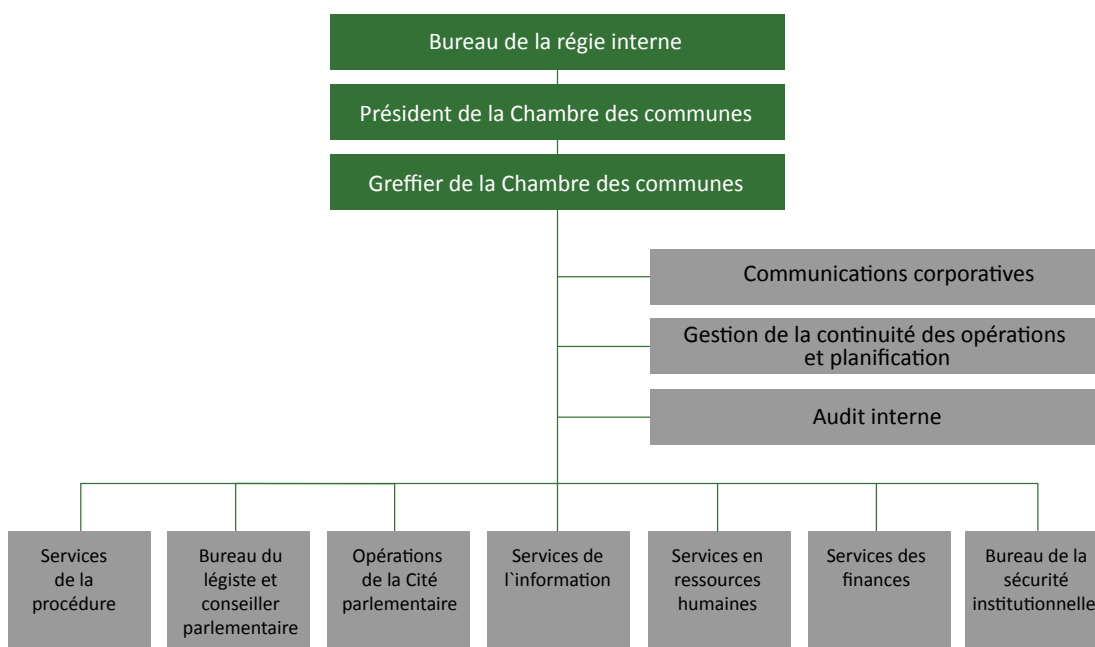 Bureau de la régie interne
Président de la Chambre des communes
Greffier de la Chambre des communes
Communications corporatives
Gestion de la continuité des opérations
et planification
Audit interne
Services
de la
procédure
Bureau du
légiste et
conseiller
parlementaire
Opérations
de la Cité
parlementaire
Services de
l`information
Services en
ressources
humaines
Services des
finances
Bureau de la
sécurité
institutionnelle